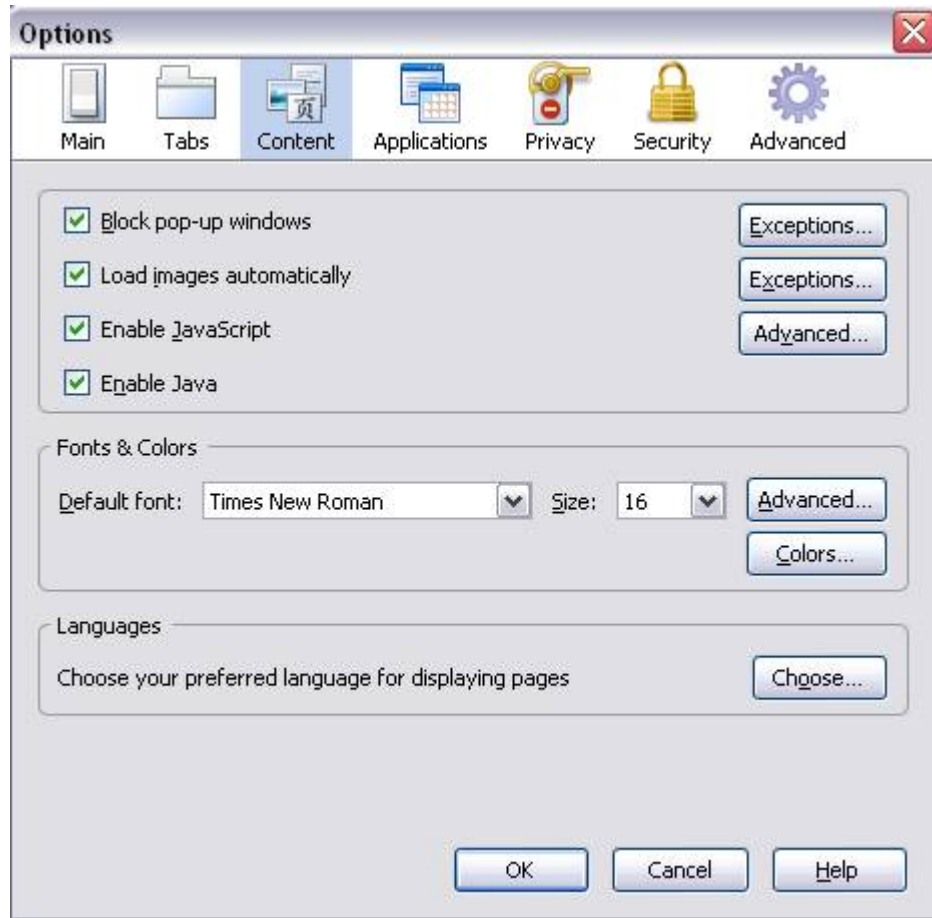 Options
页
Main Tabs Content Applications Privacy Security Advanced
Block pop-up windows Exceptions...
Load images automatically Exceptions...
Enable JavaScript Advanced...
Enable Java
Fonts & Colors
Default font: Times New Roman Size: 16 Advanced...
Colors...
Languages
Choose your preferred language for displaying pages Choose...
OK Cancel Help